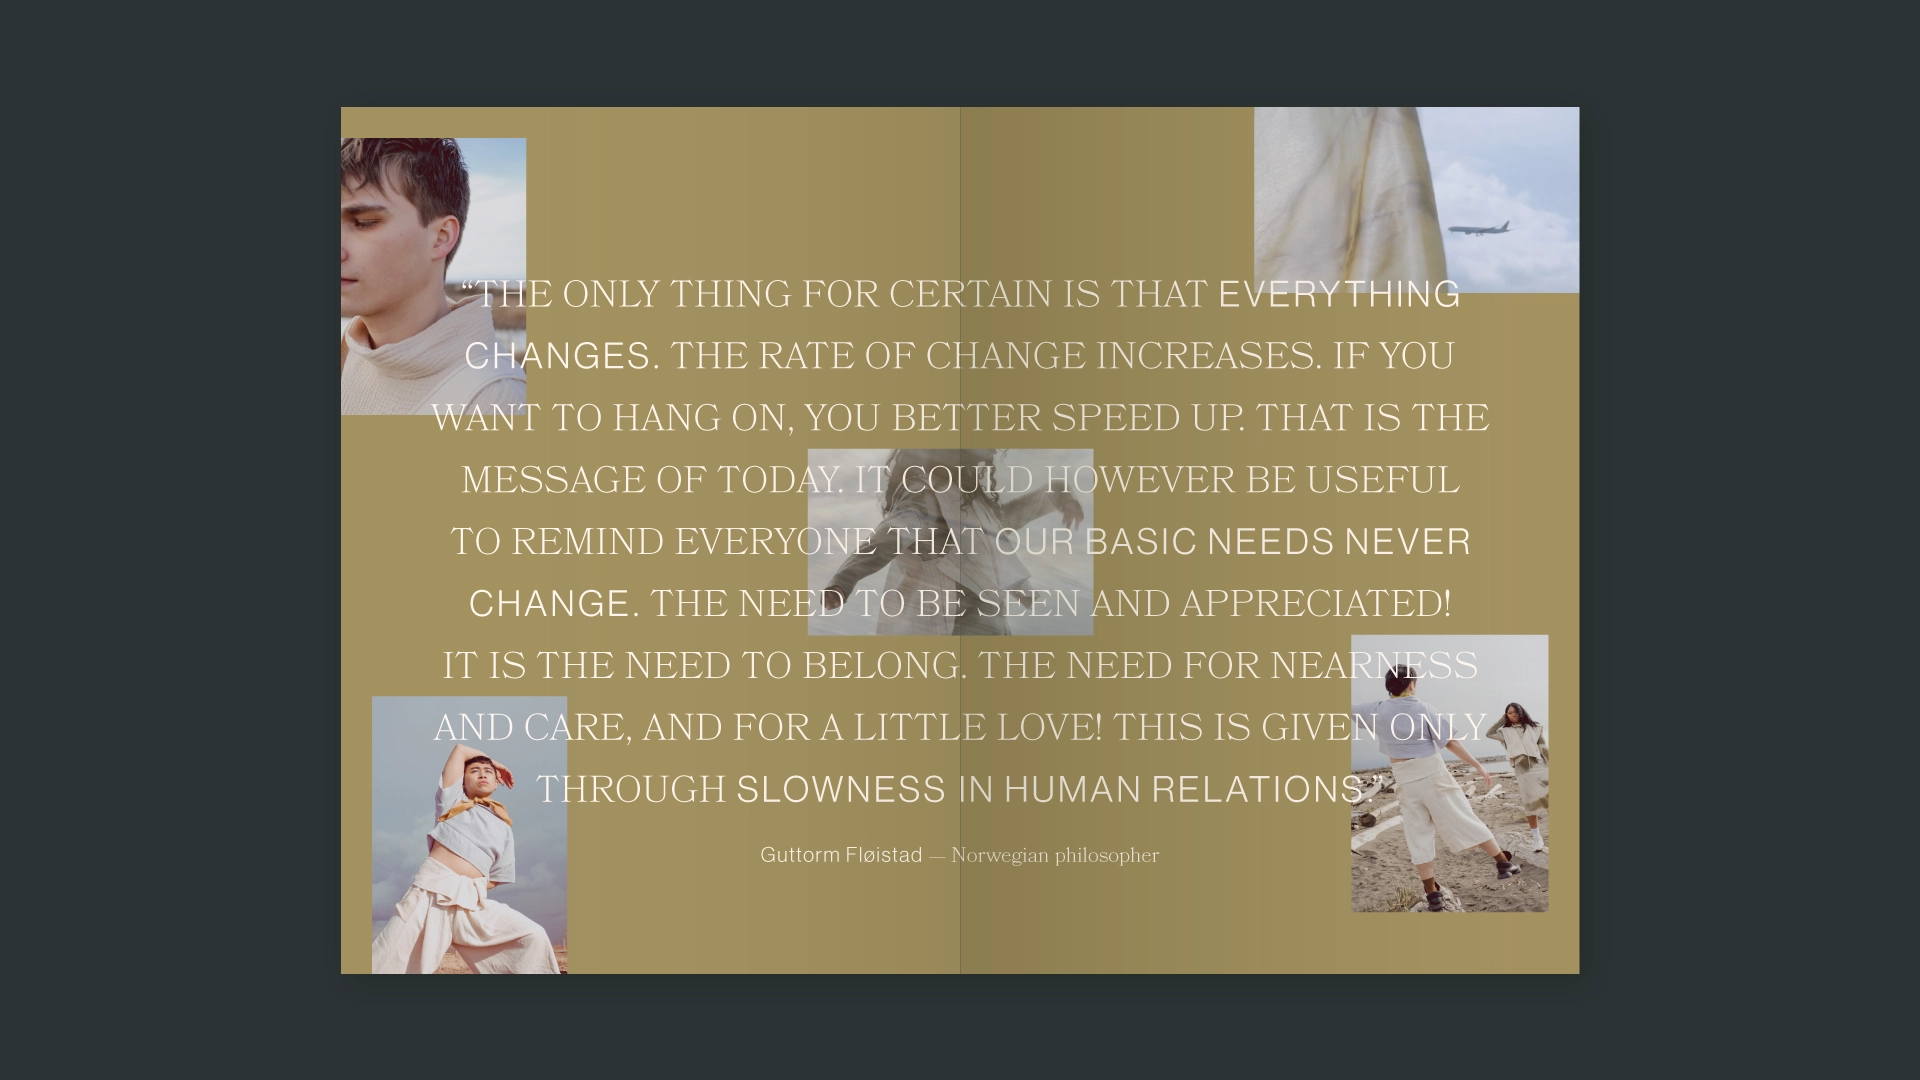 “THE ONLY THING FOR CERTAIN IS THAT EVERYTHING
CHANGES. THE RATE OF CHANGE INCREASES. IF YOU
WANT TO HANG ON, YOU BETTER SPEED UP. THAT IS THE
MESSAGE OF TODAY. IT COULD HOWEVER BE USEFUL
TO REMIND EVERYONE THAT OUR BASIC NEEDS NEVER
CHANGE. THE NEED TO BE SEEN AND APPRECIATED!
IT IS THE NEED TO BELONG. THE NEED FOR NEARNESS
AND CARE, AND FOR A LITTLE LOVE! THIS IS GIVEN ONLY
THROUGH SLOWNESS IN HUMAN RELATIONS.”
Guttorm Fløistad — Norwegian philosopher